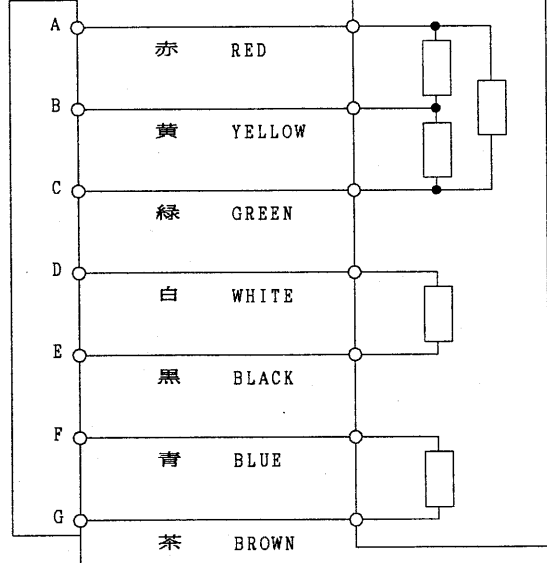 A
赤 RED
B
黄 YELLOW
C
緑 GREEN
D
白 WHITE
E
黒 BLACK
F
青 BLUE
G
茶 BROWN